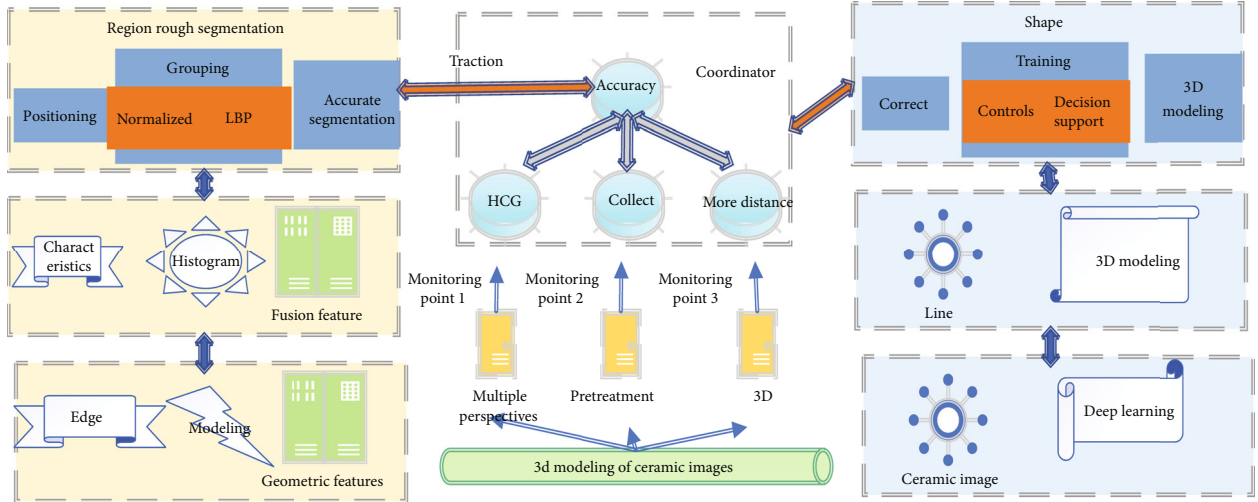 Region rough segmentation
Grouping
Positioning
Normalized
LBP
Accurate
segmentation
Charact
eristics
Histogram
Fusion feature
Edge
Modeling
Geometric features
Traction
Accuracy
Coordinator
HCG
Collect
More distance
Monitoring
point 1
Monitoring
point 2
Monitoring
point 3
Multiple
perspectives
Pretreatment
3D
3d modeling of ceramic images
Shape
Training
Correct
Controls
Decision
support
3D
modeling
Line
3D modeling
Ceramic image
Deep learning